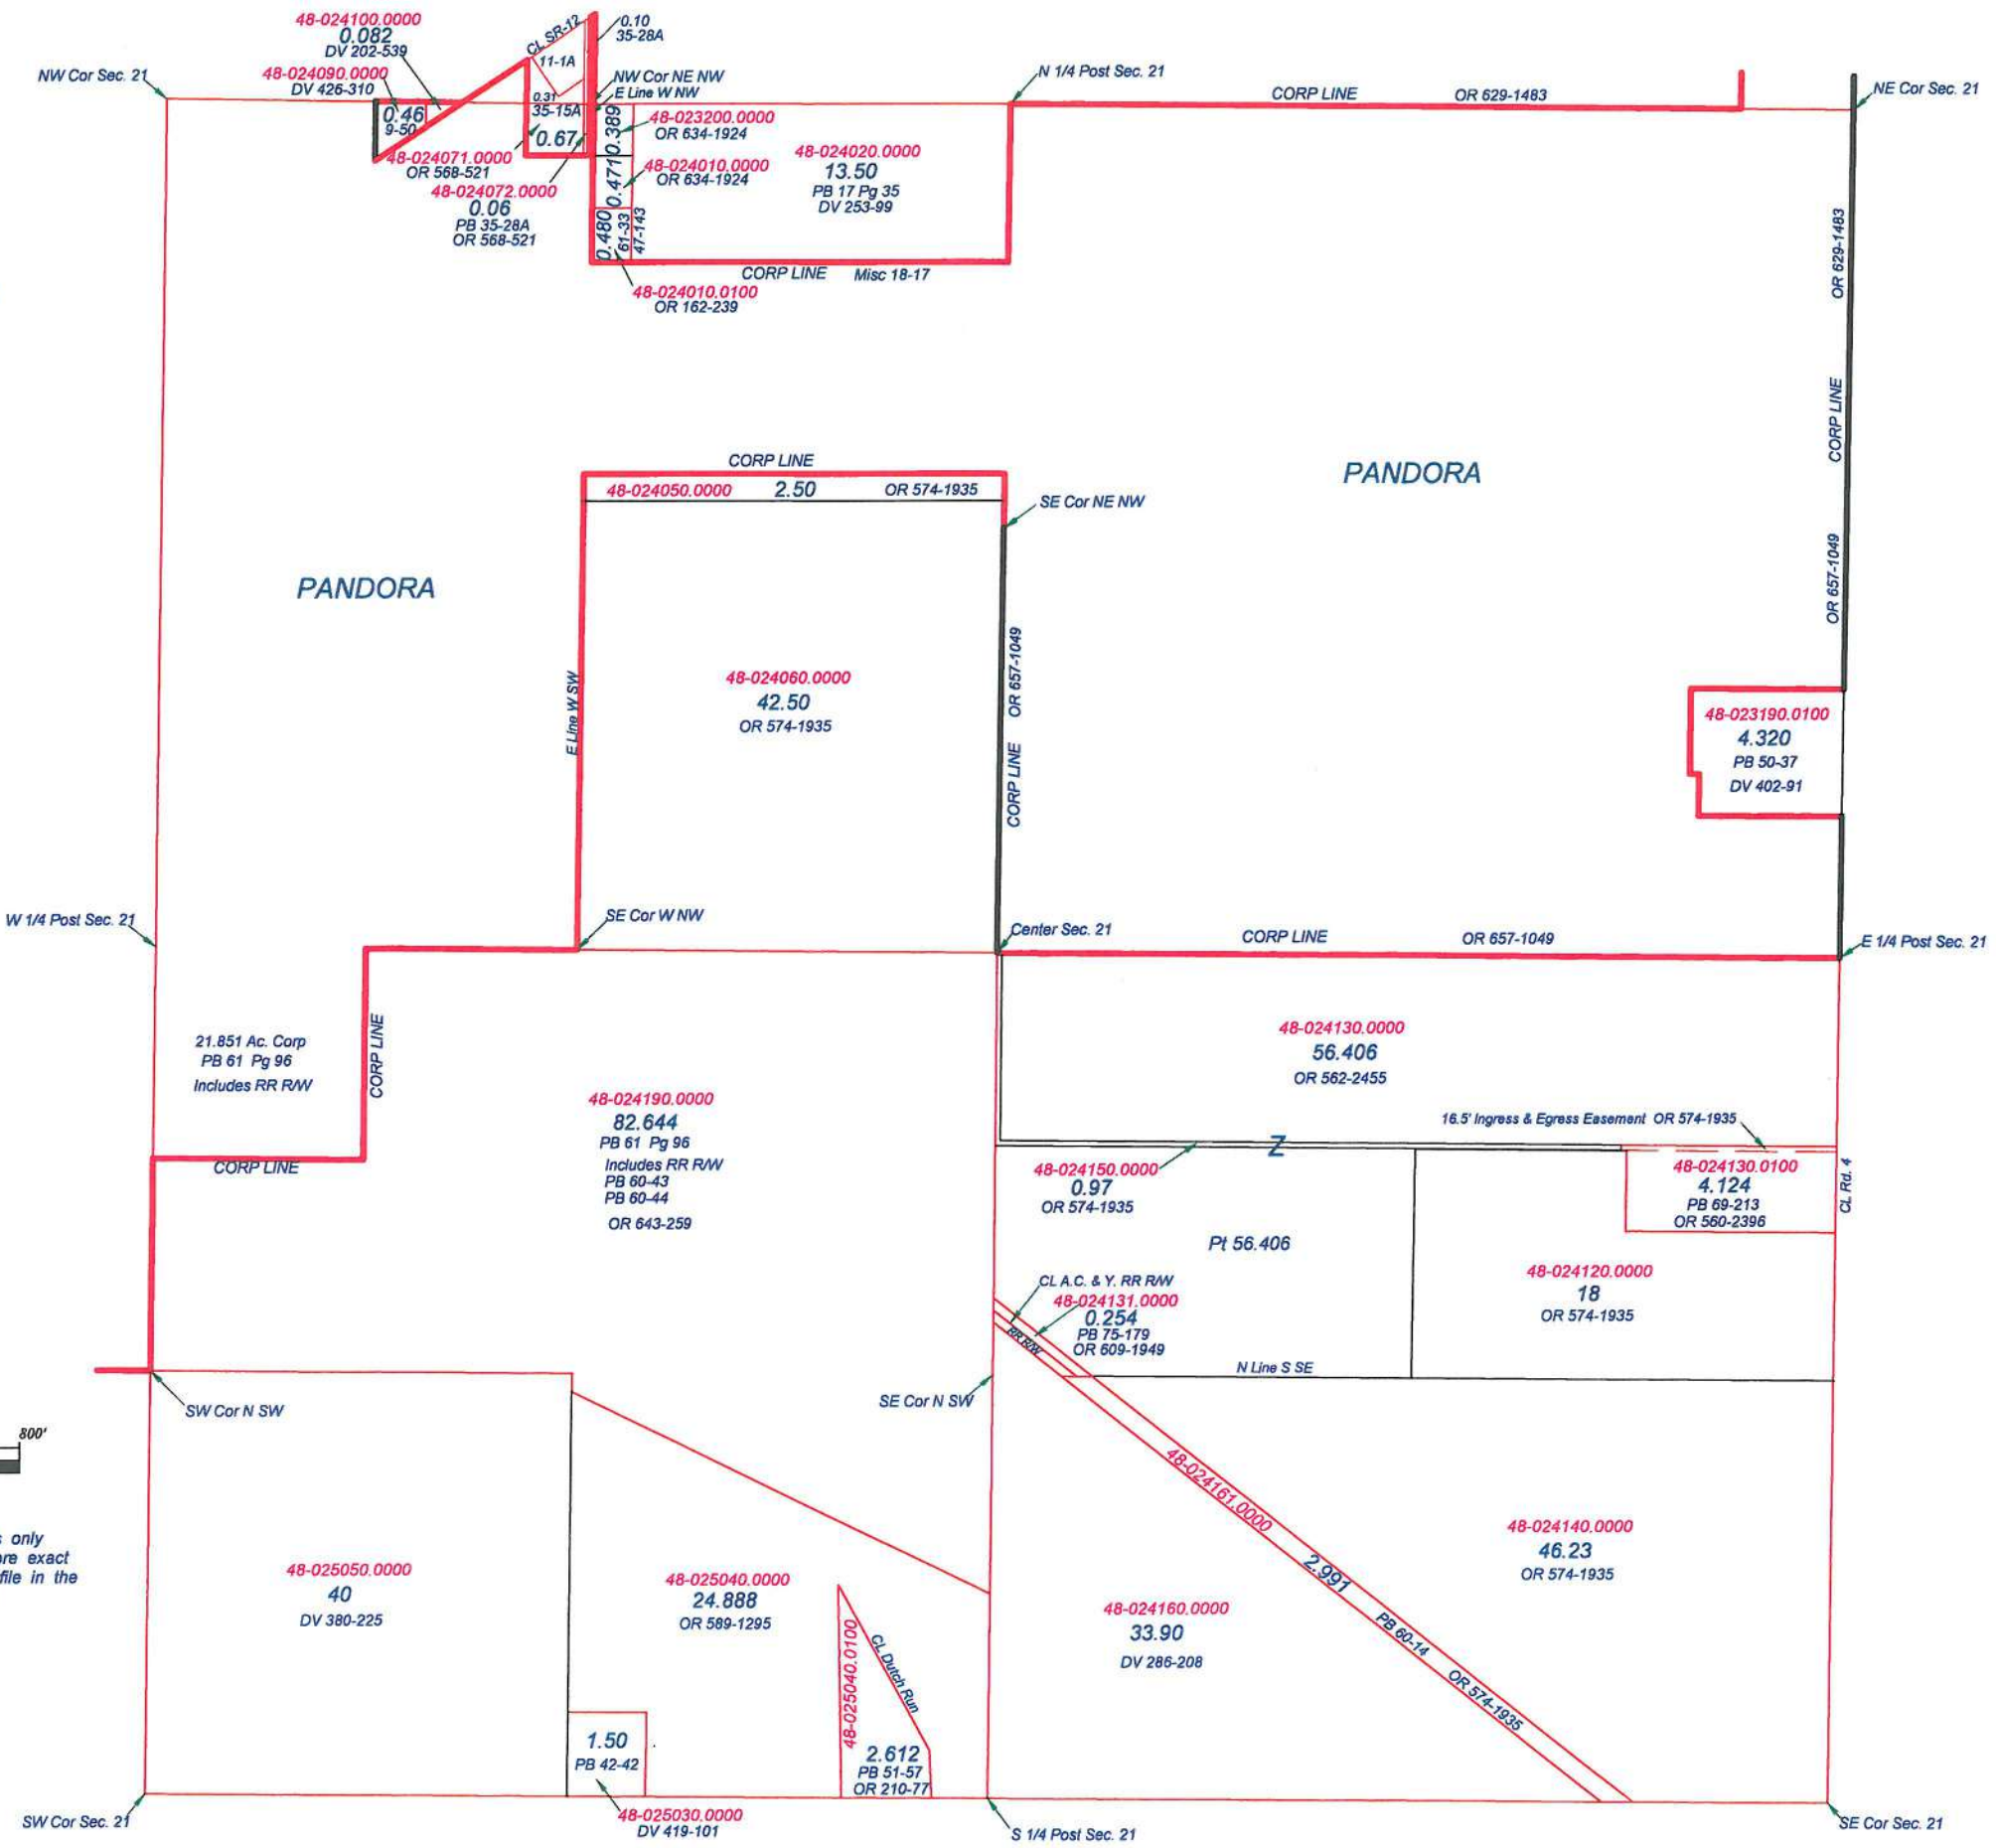 48-024100.0000
0.082
DV 202-539
NW Cor Sec. 21
48-024090.0000
DV 426-310
0.46
9-50
CL SR-12
11-1A
0.10
35-28A
NW Cor NE NW
E Line W NW
0.31
35-15A
0.67
48-024071.0000
OR 568-521
48-024072.0000
0.06
PB 35-28A
OR 568-521
0.389
48-023200.0000
OR 634-1924
0.471
48-024010.0000
OR 634-1924
0.480
61-33
47-143
48-024010.0100
OR 162-239
48-024020.0000
13.50
PB 17 Pg 35
DV 253-99
CORP LINE Misc 18-17
N 1/4 Post Sec. 21
CORP LINE OR 629-1483
NE Cor Sec. 21
OR 629-1483
CORP LINE
OR 657-1049
PANDORA
PANDORA
CORP LINE
48-024050.0000 2.50 OR 574-1935
SE Cor NE NW
48-024060.0000
42.50
OR 574-1935
E Line W SW
CORP LINE OR 657-1049
48-023190.0100
4.320
PB 50-37
DV 402-91
W 1/4 Post Sec. 21
SE Cor W NW
Center Sec. 21
CORP LINE OR 657-1049
E 1/4 Post Sec. 21
21.851 Ac. Corp
PB 61 Pg 96
Includes RR R/W
CORP LINE
CORP LINE
48-024190.0000
82.644
PB 61 Pg 96
Includes RR R/W
PB 60-43
PB 60-44
OR 643-259
48-024130.0000
56.406
OR 562-2455
16.5' Ingress & Egress Easement OR 574-1935
Z
48-024150.0000
0.97
OR 574-1935
48-024130.0100
4.124
PB 69-213
OR 560-2396
CL Rd. 4
Pt 56.406
48-024120.0000
18
OR 574-1935
CL A.C. & Y. RR R/W
48-024131.0000
0.254
PB 75-179
OR 609-1949
RR R/W
N Line S SE
SE Cor N SW
SW Cor N SW
800'
only
re exact
file in the
48-025050.0000
40
DV 380-225
48-025040.0000
24.888
OR 589-1295
48-025040.0100
CL Dutch Run
2.612
PB 51-57
OR 210-77
1.50
PB 42-42
48-025030.0000
DV 419-101
48-024161.0000 2.991 PB 60-14 OR 574-1935
48-024140.0000
46.23
OR 574-1935
48-024160.0000
33.90
DV 286-208
SW Cor Sec. 21
S 1/4 Post Sec. 21
SE Cor Sec. 21